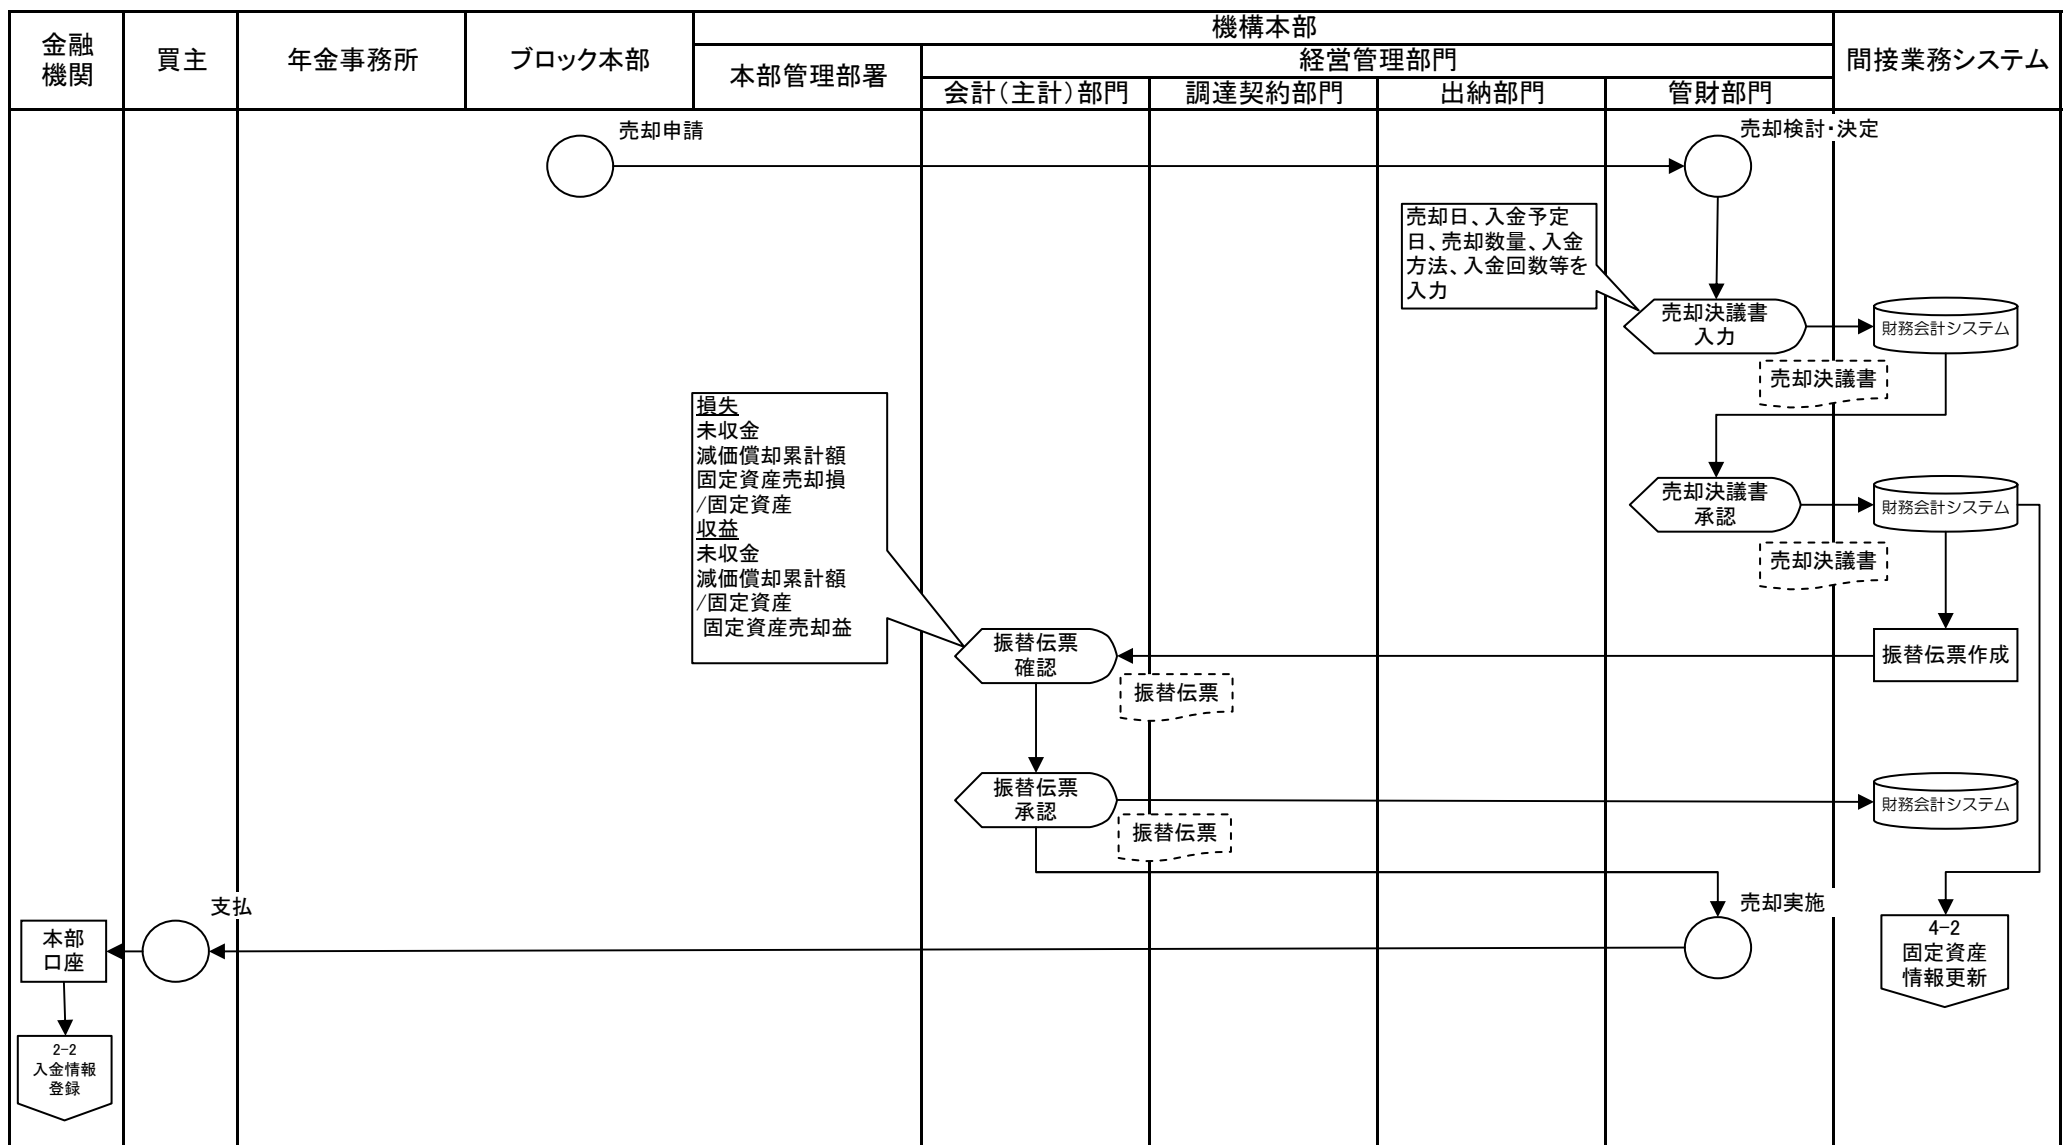 金融
機関
買主
年金事務所
ブロック本部
機構本部
本部管理部署
経営管理部門
会計(主計)部門
調達契約部門
出納部門
管財部門
間接業務システム
売却申請
売却検討・決定
売却日、入金予定
日、売却数量、入金
方法、入金回数等を
入力
売却決議書
入力
財務会計システム
売却決議書
損失
未収金
減価償却累計額
固定資産売却損
/固定資産
収益
未収金
減価償却累計額
/固定資産
固定資産売却益
売却決議書
承認
財務会計システム
売却決議書
振替伝票
確認
振替伝票作成
振替伝票
振替伝票
承認
財務会計システム
振替伝票
支払
売却実施
本部
口座
4-2
固定資産
情報更新
2-2
入金情報
登録